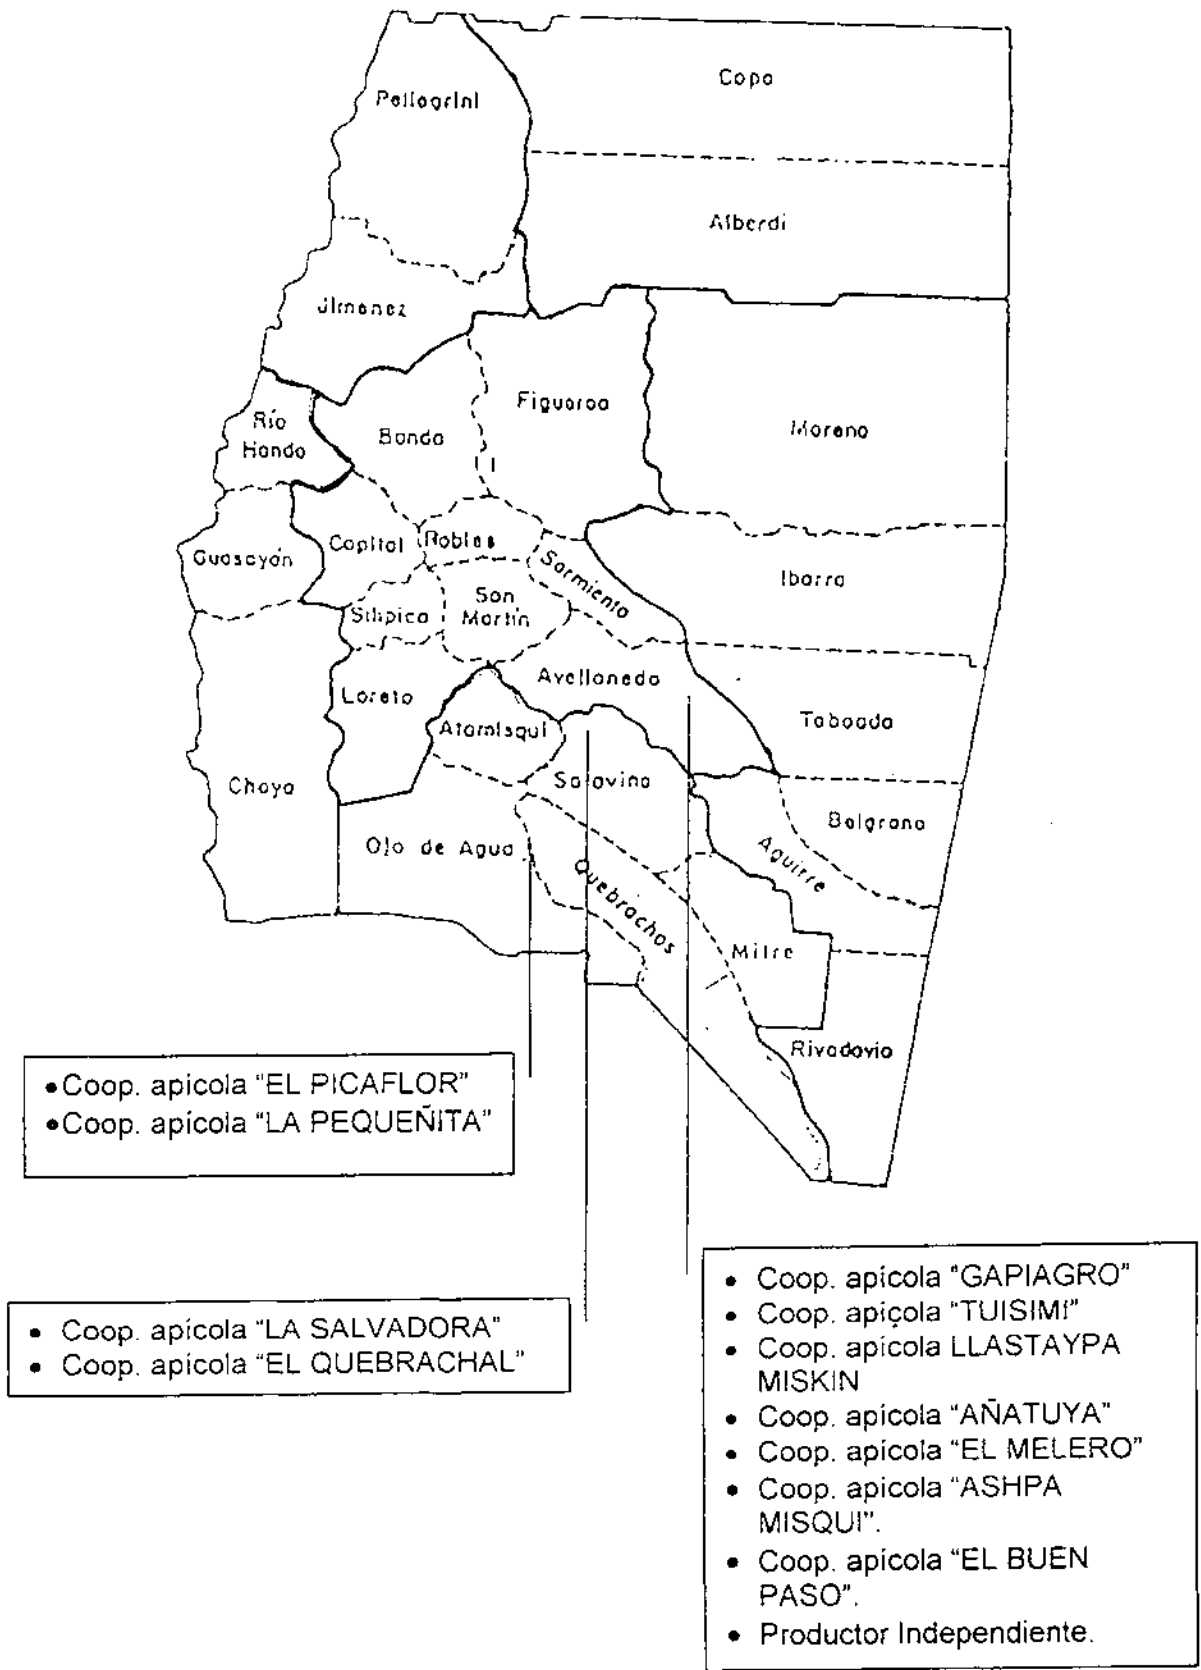 Copo
Pellegrini
Alberdi
Jimenez
Figueroa
Río
Hondo
Banda
Moreno
Guasayán
Capital
Robles
Sarmiento
Ibarra
Silipica
San
Martín
Avellaneda
Loreto
Taboada
Atamisqui
Salavina
Choya
Belgrano
Ojo de Agua
Aguirre
Quebrachos
Mitre
Rivadavia
• Coop. apicola “EL PICAFLOR”
• Coop. apicola “LA PEQUEÑITA”
• Coop. apícola “LA SALVADORA”
• Coop. apícola “EL QUEBRACHAL”
• Coop. apícola “GAPIAGRO”
• Coop. apícola “TUISIMI”
• Coop. apícola LLASTAYPA
MISKIN
• Coop. apícola “AÑATUYA”
• Coop. apícola “EL MELERO”
• Coop. apícola “ASHPA
MISQUI”.
• Coop. apícola “EL BUEN
PASO”.
• Productor Independiente.